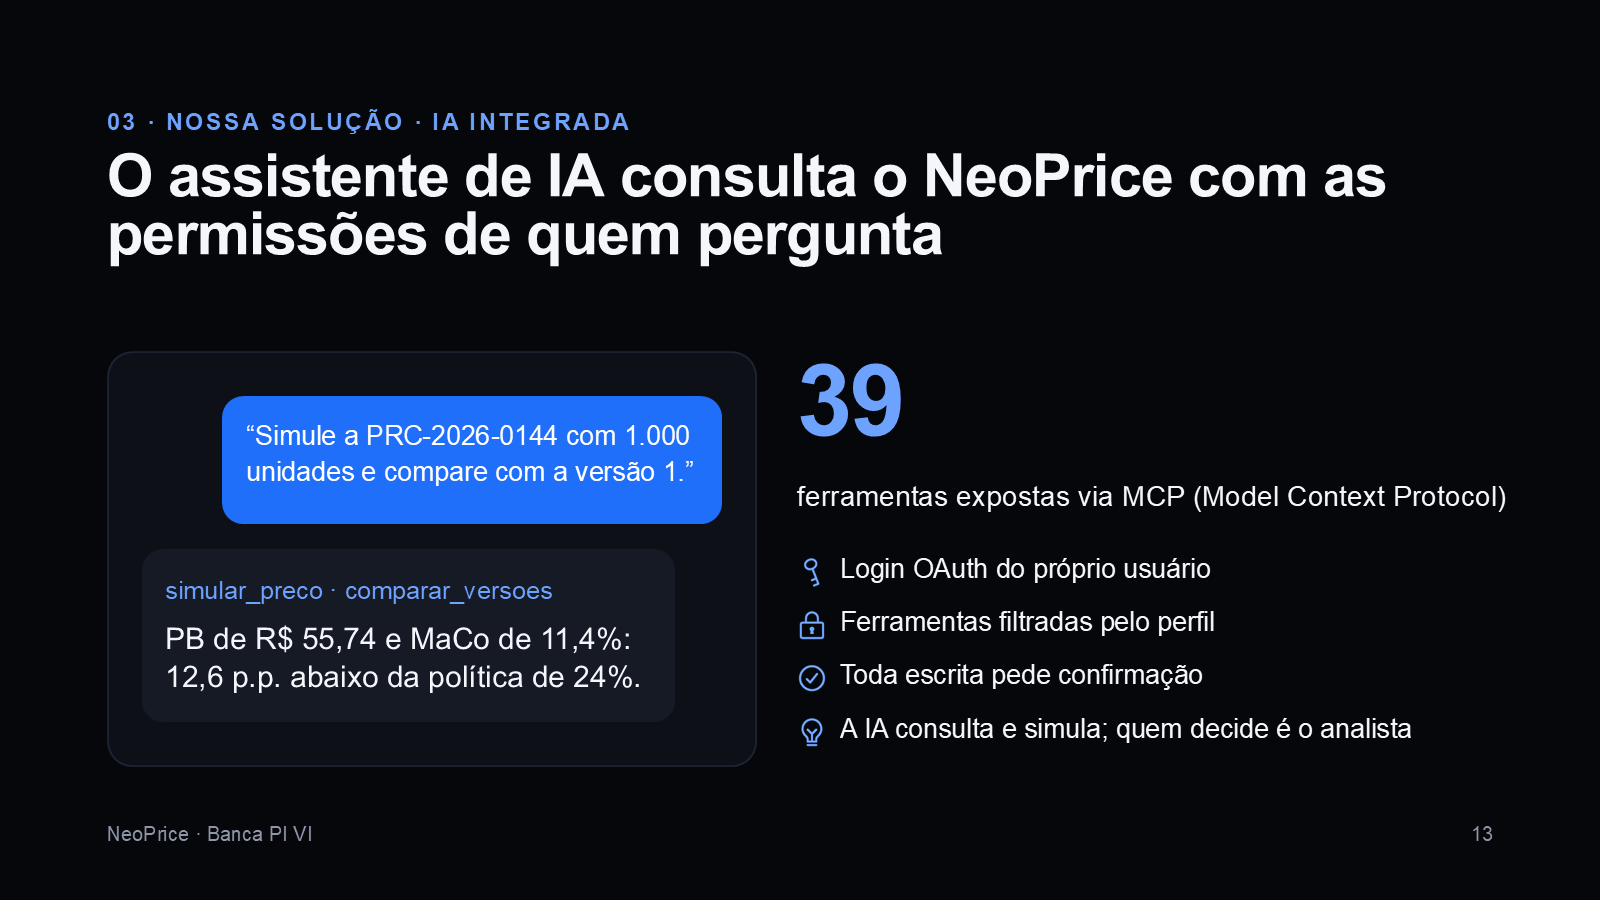 03 · NOSSA SOLUÇÃO · IA INTEGRADA
O assistente de IA consulta o NeoPrice com as
permissões de quem pergunta
“Simule a PRC-2026-0144 com 1.000
unidades e compare com a versão 1.”
simular_preco · comparar_versoes
PB de R$ 55,74 e MaCo de 11,4%:
12,6 p.p. abaixo da política de 24%.
39
ferramentas expostas via MCP (Model Context Protocol)
Login OAuth do próprio usuário
Ferramentas filtradas pelo perfil
Toda escrita pede confirmação
A IA consulta e simula; quem decide é o analista
NeoPrice · Banca PI VI
13